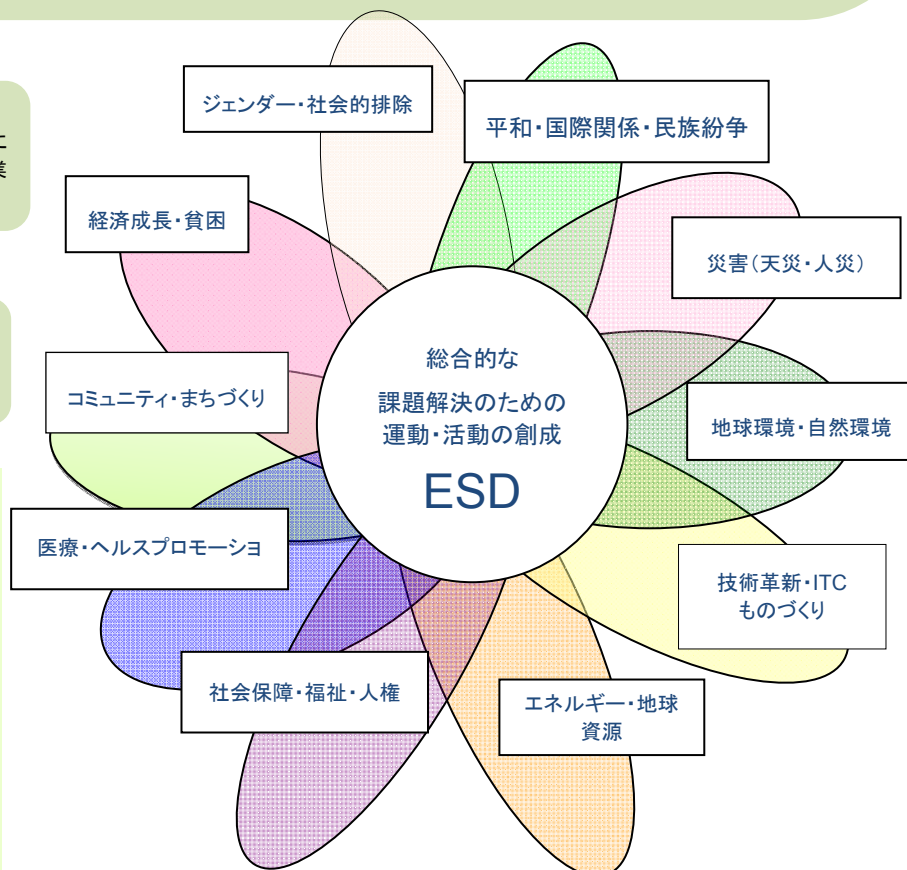 ジェンダー・社会的排除
平和・国際関係・民族紛争
経済成長・貧困
災害（天災・人災）
総合的な
課題解決のための
運動・活動の創成
ESD
コミュニティ・まちづくり
地球環境・自然環境
医療・ヘルスプロモーショ
技術革新・ITC
ものづくり
社会保障・福祉・人権
エネルギー・地球
資源